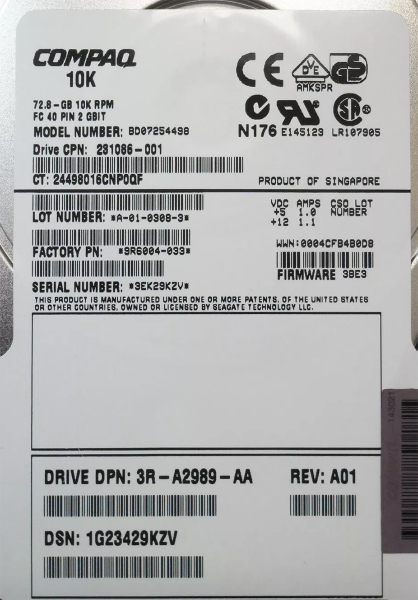 COMPAQ
10K
72.8-GB 10K RPM
FC 40 PIN 2 GBIT
MODEL NUMBER: BD07254498
Drive CPN: 231086-001
CT: 24498016CNP0QF
PRODUCT OF SINGAPORE
CE DVE GS
AMKSPR
N176 E145123 LR107905
LOT NUMBER: *A-01-0308-3*
VDC AMPS CSO LOT
+5 1.0 NUMBER
+12 1.1
FACTORY PN: *9R6004-033*
WWN:0004CFB4B0D8
FIRMWARE 3BE3
SERIAL NUMBER: *3EK29KZV*
THIS PRODUCT IS MANUFACTURED UNDER ONE OR MORE PATENTS, OF THE UNITED STATES
OR OTHER COUNTRIES, OWNED OR LICENSED BY SEAGATE TECHNOLOGY LLC.
DRIVE DPN: 3R-A2989-AA REV: A01
DSN: 1G23429KZV